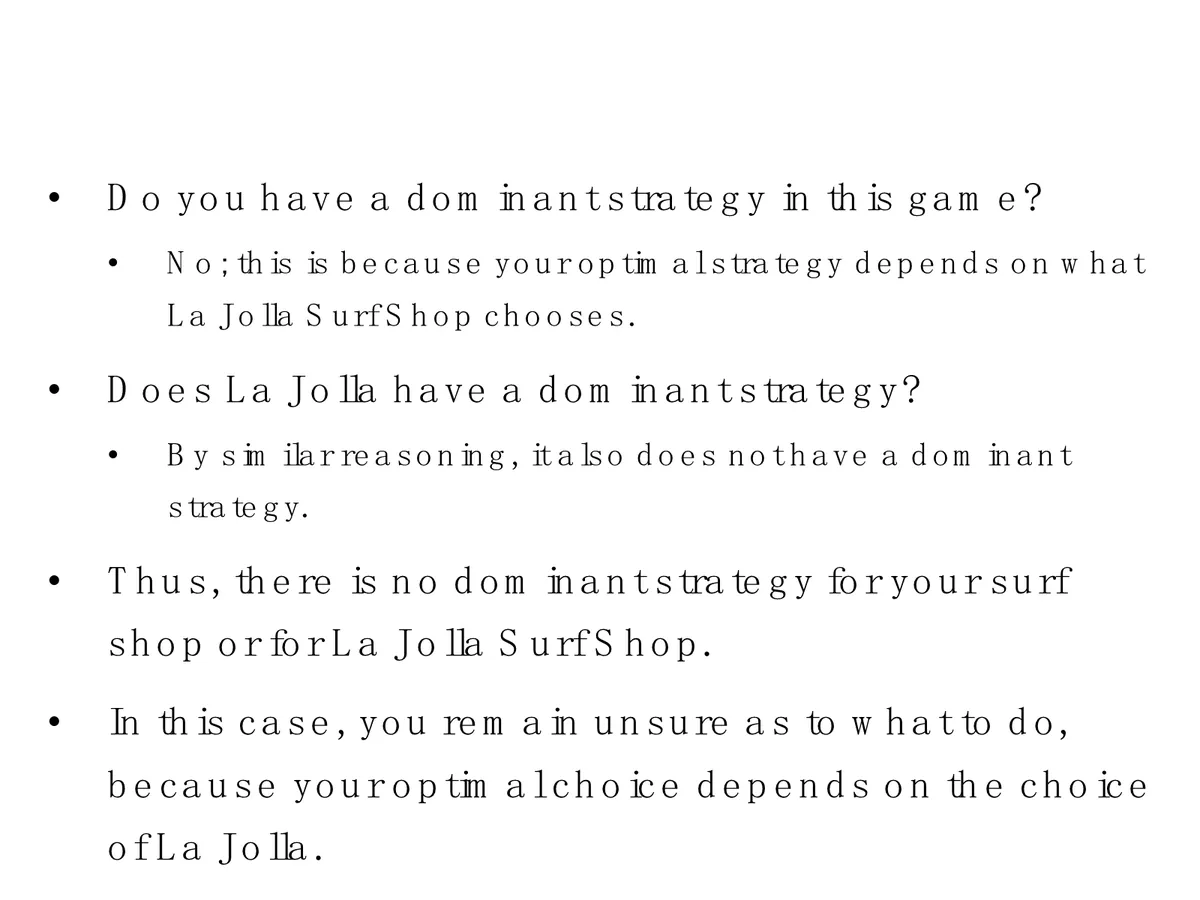 • Do you have a dominant strategy in this game?
• No; this is because your optimal strategy depends on what
La Jolla Surf Shop chooses.
• Does La Jolla have a dominant strategy?
• By similar reasoning, it also does not have a dominant
strategy.
• Thus, there is no dominant strategy for your surf
shop or for La Jolla Surf Shop.
• In this case, you remain unsure as to what to do,
because your optimal choice depends on the choice
of La Jolla.